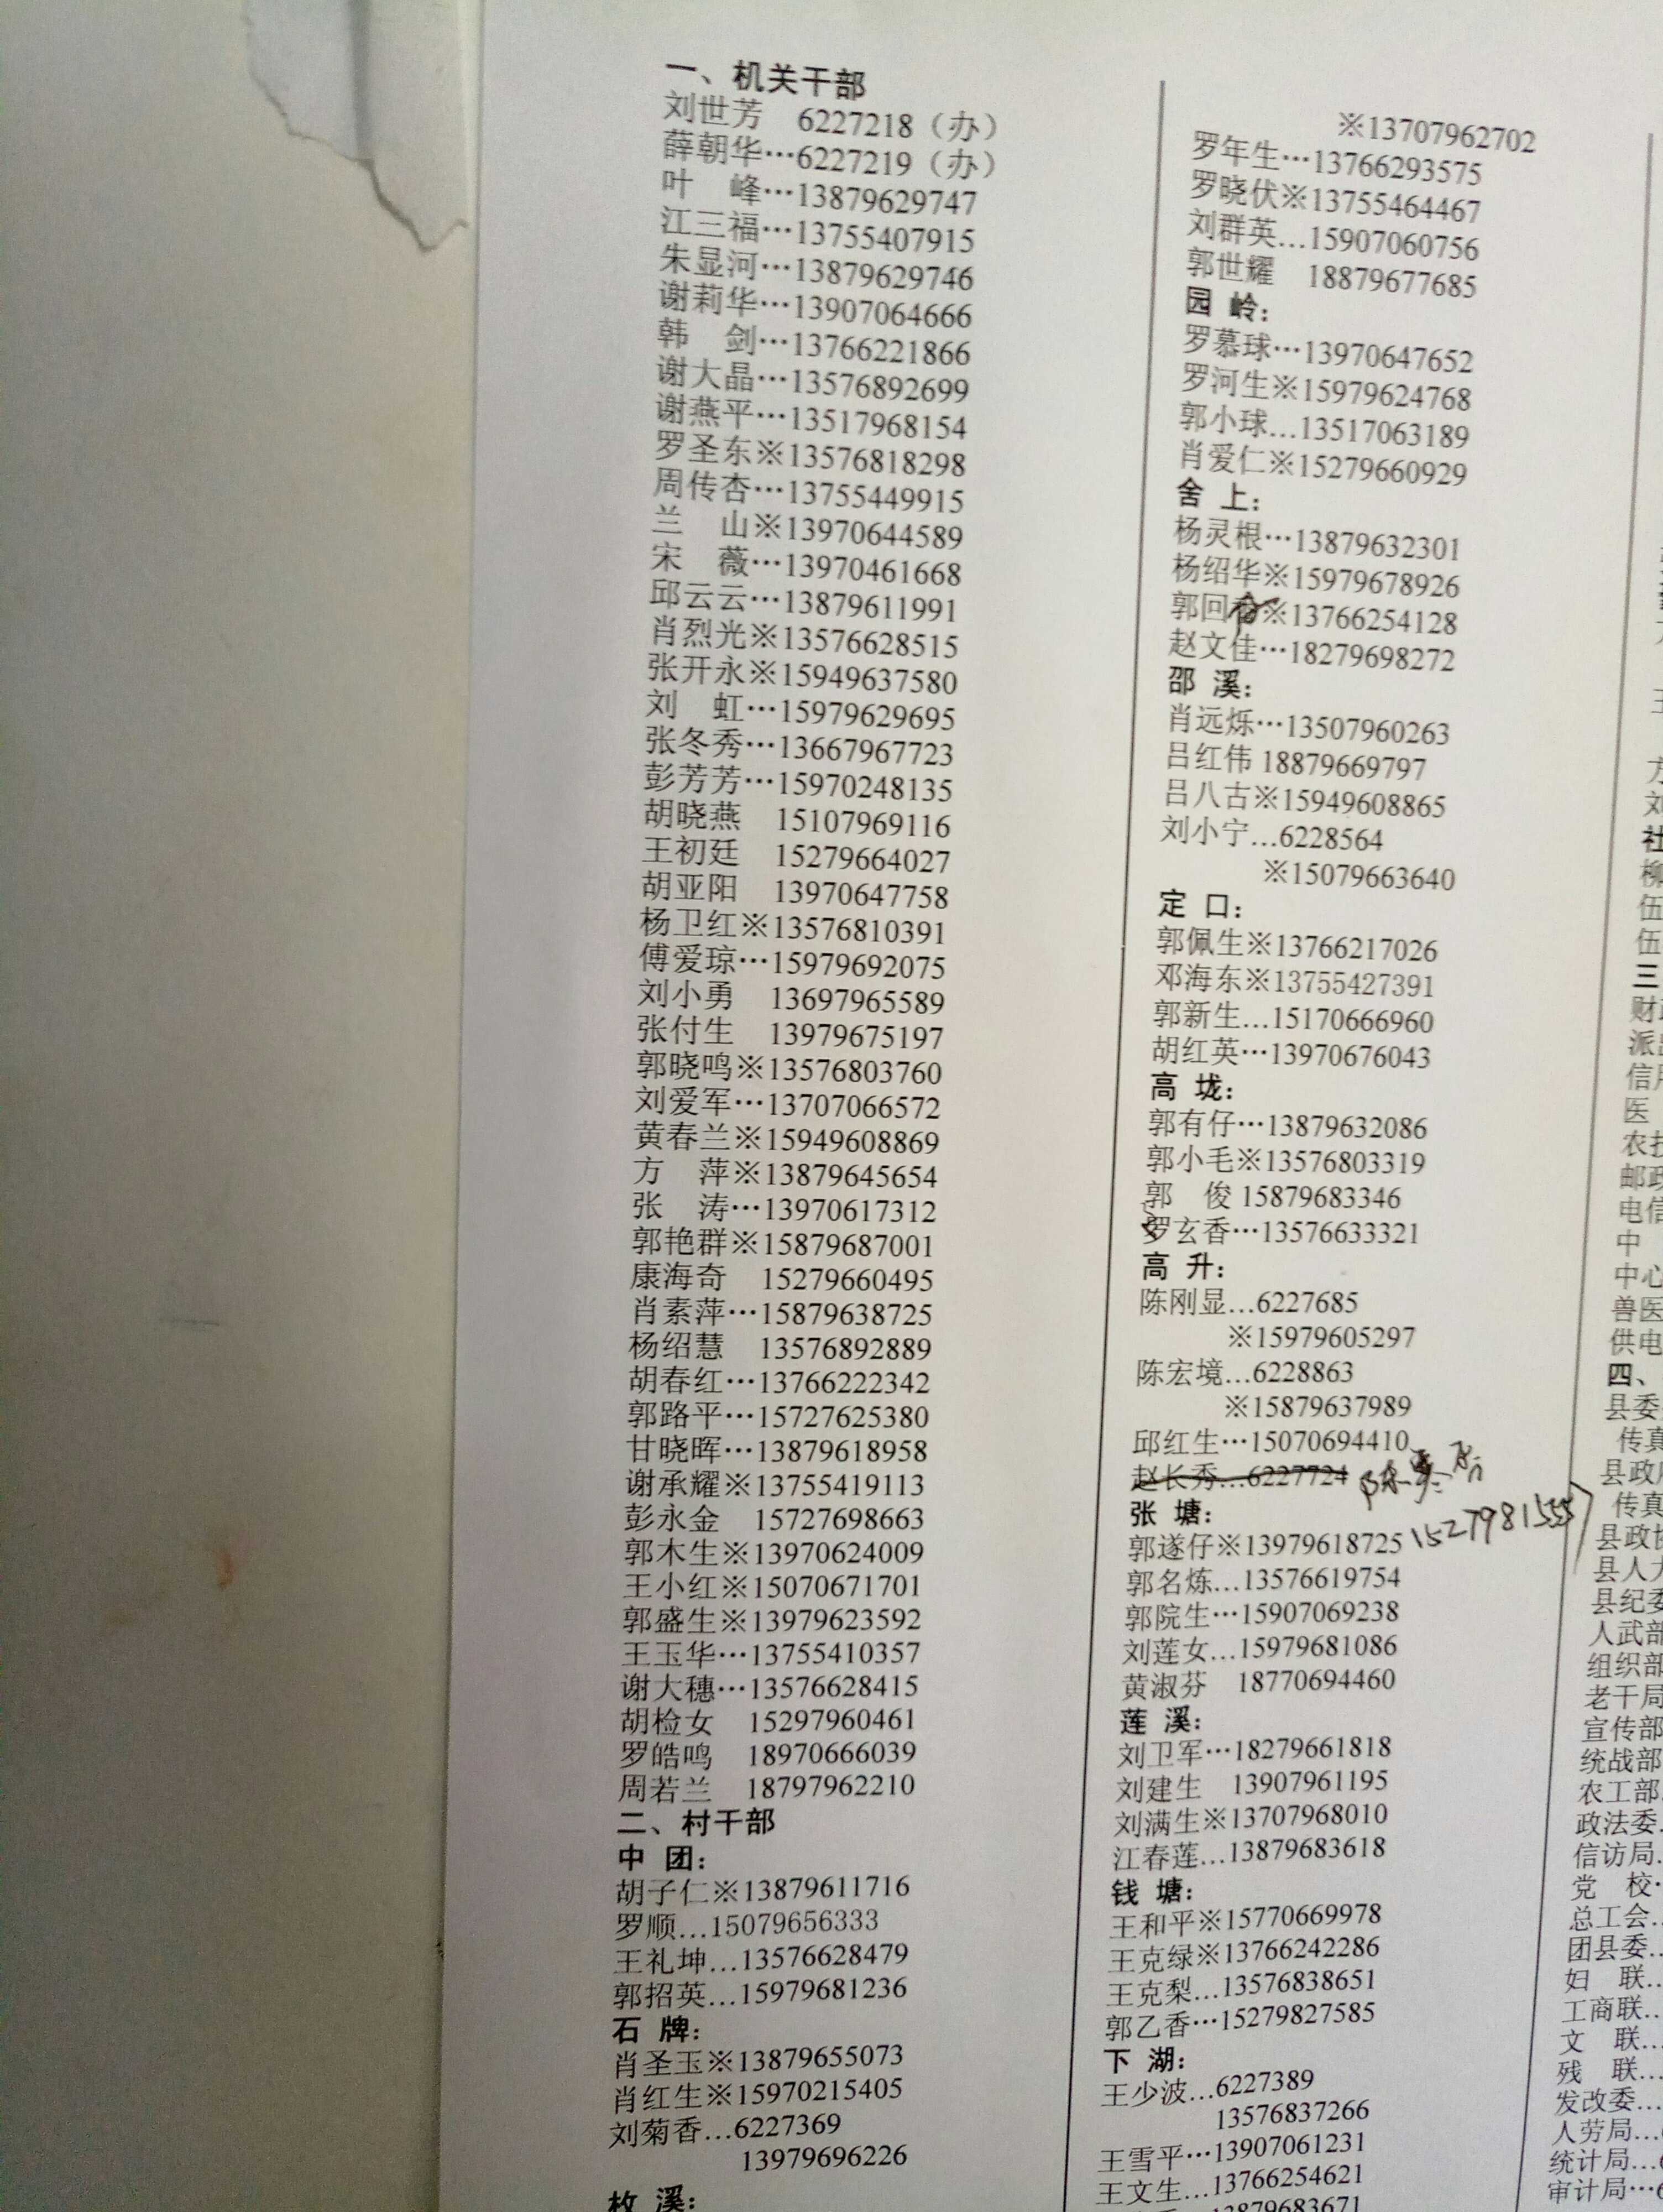 一、机关干部
刘世芳 6227218（办）
薛朝华…6227219（办）
叶 峰…13879629747
江三福…13755407915
朱显河…13879629746
谢莉华…13907064666
韩 剑…13766221866
谢大晶…13576892699
谢燕平…13517968154
罗圣东※13576818298
周传杏…13755449915
兰 山※13970644589
宋 薇…13970461668
邱云云…13879611991
肖烈光※13576628515
张开永※15949637580
刘 虹…15979629695
张冬秀…13667967723
彭芳芳…15970248135
胡晓燕 15107969116
王初廷 15279664027
胡亚阳 13970647758
杨卫红※13576810391
傅爱琼…15979692075
刘小勇 13697965589
张付生 13979675197
郭晓鸣※13576803760
刘爱军…13707066572
黄春兰※15949608869
方 萍※13879645654
张 涛…13970617312
郭艳群※15879687001
康海奇 15279660495
肖素萍…15879638725
杨绍慧 13576892889
胡春红…13766222342
郭路平…15727625380
甘晓晖…13879618958
谢承耀※13755419113
彭永金 15727698663
郭木生※13970624009
王小红※15070671701
郭盛生※13979623592
王玉华…13755410357
谢大穗…13576628415
胡检女 15297960461
罗皓鸣 18970666039
周若兰 18797962210
二、村干部
中 团：
胡子仁※13879611716
罗顺…15079656333
王礼坤…13576628479
郭招英…15979681236
石 牌：
肖圣玉※13879655073
肖红生※15970215405
刘菊香…6227369
13979696226
枚 溪：
※13707962702
罗年生…13766293575
罗晓伏※13755464467
刘群英…15907060756
郭世耀 18879677685
园 岭：
罗慕球…13970647652
罗河生※15979624768
郭小球…13517063189
肖爱仁※15279660929
舍 上：
杨灵根…13879632301
杨绍华※15979678926
郭回※13766254128
赵文佳…18279698272
邵 溪：
肖远烁…13507960263
吕红伟 18879669797
吕八古※15949608865
刘小宁…6228564
※15079663640
定 口：
郭佩生※13766217026
邓海东※13755427391
郭新生…15170666960
胡红英…13970676043
高 垅：
郭有仔…13879632086
郭小毛※13576803319
郭 俊 15879683346
罗玄香…13576633321
高 升：
陈刚显…6227685
※15979605297
陈宏境…6228863
※15879637989
邱红生…15070694410
赵长秀…6227724
张 塘：
郭遂仔※13979618725 1527981555
郭名炼…13576619754
郭院生…15907069238
刘莲女…15979681086
黄淑芬 18770694460
莲 溪：
刘卫军…18279661818
刘建生 13907961195
刘满生※13707968010
江春莲…13879683618
钱 塘：
王和平※15770669978
王克绿※13766242286
王克梨…13576838651
郭乙香…15279827585
下 湖：
王少波…6227389
13576837266
王雪平…13907061231
王文生…13766254621
13879683671
方
刘
社
柳
伍
伍
三
财政
派出
信用
医
农技
邮政
电信
中
中心
兽医
供电
四、
县委
传真
县政府
传真
县政协
县人大
县纪委
人武部
组织部
老干局
宣传部
统战部
农工部
政法委…
信访局…
党 校…
总工会…
团县委…
妇 联…
工商联…
文 联…
残 联…
发改委…
人劳局…
统计局…6
审计局…6